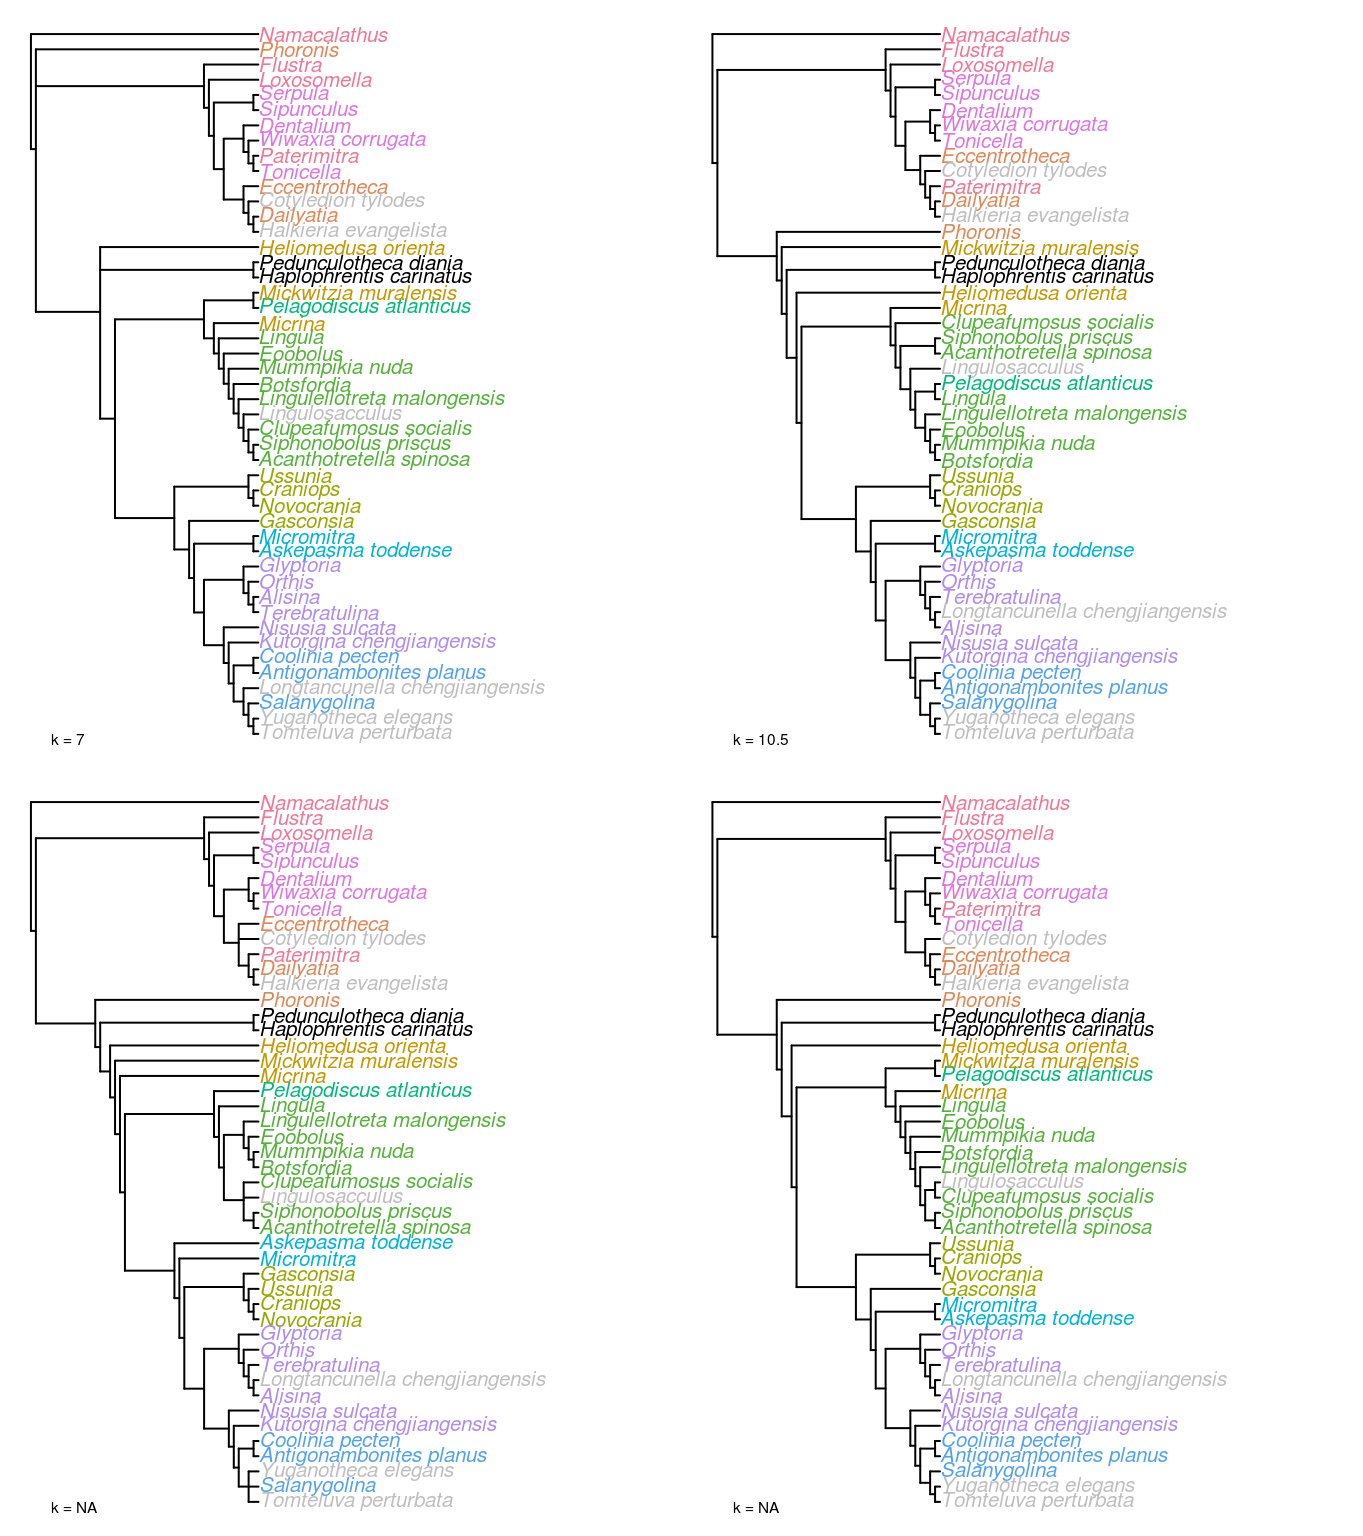 Namacalathus
Phoronis
Flustra
Loxosomella
Serpula
Sipunculus
Dentalium
Wiwaxia corrugata
Paterimitra
Tonicella
Eccentrotheca
Cotyledion tylodes
Dailyatia
Halkieria evangelista
Heliomedusa orienta
Pedunculotheca diania
Haplophrentis carinatus
Mickwitzia muralensis
Pelagodiscus atlanticus
Micrina
Lingula
Eoobolus
Mummpikia nuda
Botsfordia
Lingulellotreta malongensis
Lingulosacculus
Clupeafumosus socialis
Siphonobolus priscus
Acanthotretella spinosa
Ussunia
Craniops
Novocrania
Gasconsia
Micromitra
Askepasma toddense
Glyptoria
Orthis
Alisina
Terebratulina
Nisusia sulcata
Kutorgina chengjiangensis
Coolinia pecten
Antigonambonites planus
Longtancunella chengjiangensis
Salanygolina
Yuganotheca elegans
Tomteluva perturbata
k = 7
Namacalathus
Flustra
Loxosomella
Serpula
Sipunculus
Dentalium
Wiwaxia corrugata
Tonicella
Eccentrotheca
Cotyledion tylodes
Paterimitra
Dailyatia
Halkieria evangelista
Phoronis
Mickwitzia muralensis
Pedunculotheca diania
Haplophrentis carinatus
Heliomedusa orienta
Micrina
Clupeafumosus socialis
Siphonobolus priscus
Acanthotretella spinosa
Lingulosacculus
Pelagodiscus atlanticus
Lingula
Lingulellotreta malongensis
Eoobolus
Mummpikia nuda
Botsfordia
Ussunia
Craniops
Novocrania
Gasconsia
Micromitra
Askepasma toddense
Glyptoria
Orthis
Terebratulina
Longtancunella chengjiangensis
Alisina
Nisusia sulcata
Kutorgina chengjiangensis
Coolinia pecten
Antigonambonites planus
Salanygolina
Yuganotheca elegans
Tomteluva perturbata
k = 10.5
Namacalathus
Flustra
Loxosomella
Serpula
Sipunculus
Dentalium
Wiwaxia corrugata
Tonicella
Eccentrotheca
Cotyledion tylodes
Paterimitra
Dailyatia
Halkieria evangelista
Phoronis
Pedunculotheca diania
Haplophrentis carinatus
Heliomedusa orienta
Mickwitzia muralensis
Micrina
Pelagodiscus atlanticus
Lingula
Lingulellotreta malongensis
Eoobolus
Mummpikia nuda
Botsfordia
Clupeafumosus socialis
Lingulosacculus
Siphonobolus priscus
Acanthotretella spinosa
Askepasma toddense
Micromitra
Gasconsia
Ussunia
Craniops
Novocrania
Glyptoria
Orthis
Terebratulina
Longtancunella chengjiangensis
Alisina
Nisusia sulcata
Kutorgina chengjiangensis
Coolinia pecten
Antigonambonites planus
Yuganotheca elegans
Salanygolina
Tomteluva perturbata
k = NA
Namacalathus
Flustra
Loxosomella
Serpula
Sipunculus
Dentalium
Wiwaxia corrugata
Paterimitra
Tonicella
Cotyledion tylodes
Eccentrotheca
Dailyatia
Halkieria evangelista
Phoronis
Pedunculotheca diania
Haplophrentis carinatus
Heliomedusa orienta
Mickwitzia muralensis
Pelagodiscus atlanticus
Micrina
Lingula
Eoobolus
Mummpikia nuda
Botsfordia
Lingulellotreta malongensis
Lingulosacculus
Clupeafumosus socialis
Siphonobolus priscus
Acanthotretella spinosa
Ussunia
Craniops
Novocrania
Gasconsia
Micromitra
Askepasma toddense
Glyptoria
Orthis
Terebratulina
Longtancunella chengjiangensis
Alisina
Nisusia sulcata
Kutorgina chengjiangensis
Coolinia pecten
Antigonambonites planus
Salanygolina
Yuganotheca elegans
Tomteluva perturbata
k = NA